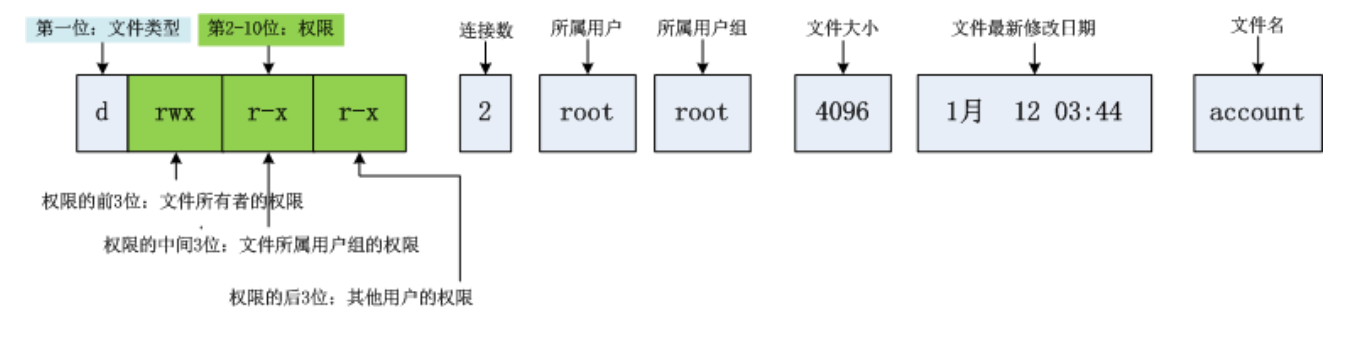 第一位：文件类型 第2-10位：权限 连接数 所属用户 所属用户组 文件大小 文件最新修改日期 文件名
d rwx r-x r-x 2 root root 4096 1月 12 03:44 account
权限的前3位：文件所有者的权限
权限的中间3位：文件所属用户组的权限
权限的后3位：其他用户的权限